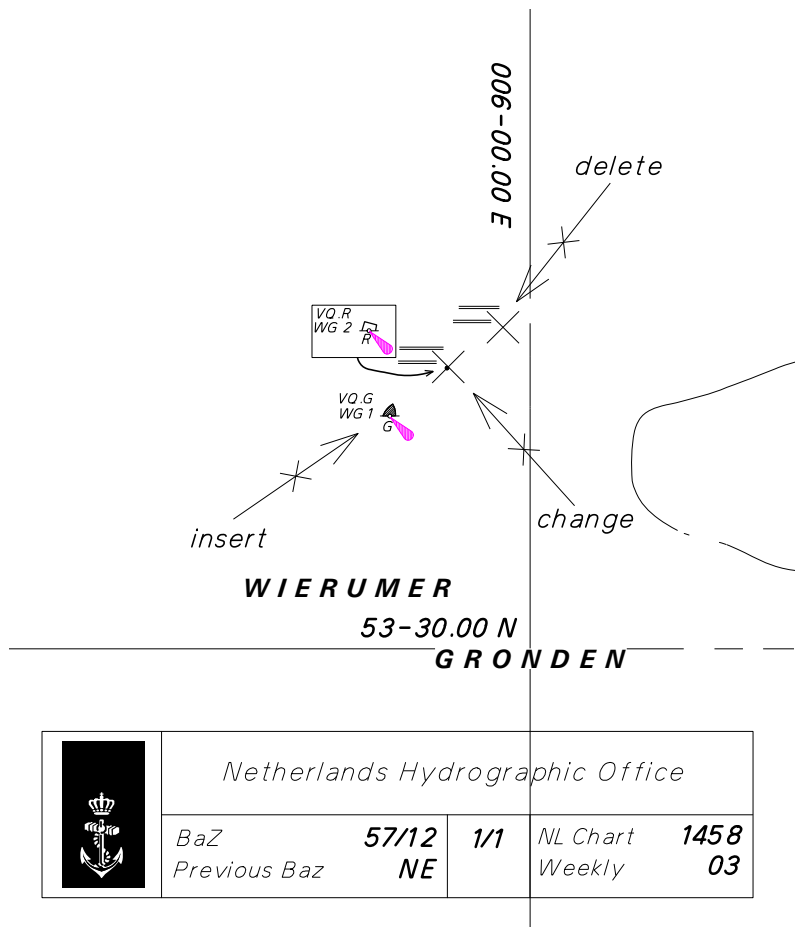 006-00.00 E
delete
VQ.R
WG 2
R
VQ.G
WG 1
G
insert
change
WIERUMER
53-30.00 N
GRONDEN
Netherlands Hydrographic Office
BaZ 57/12 1/1 NL Chart 1458
Previous Baz NE Weekly 03